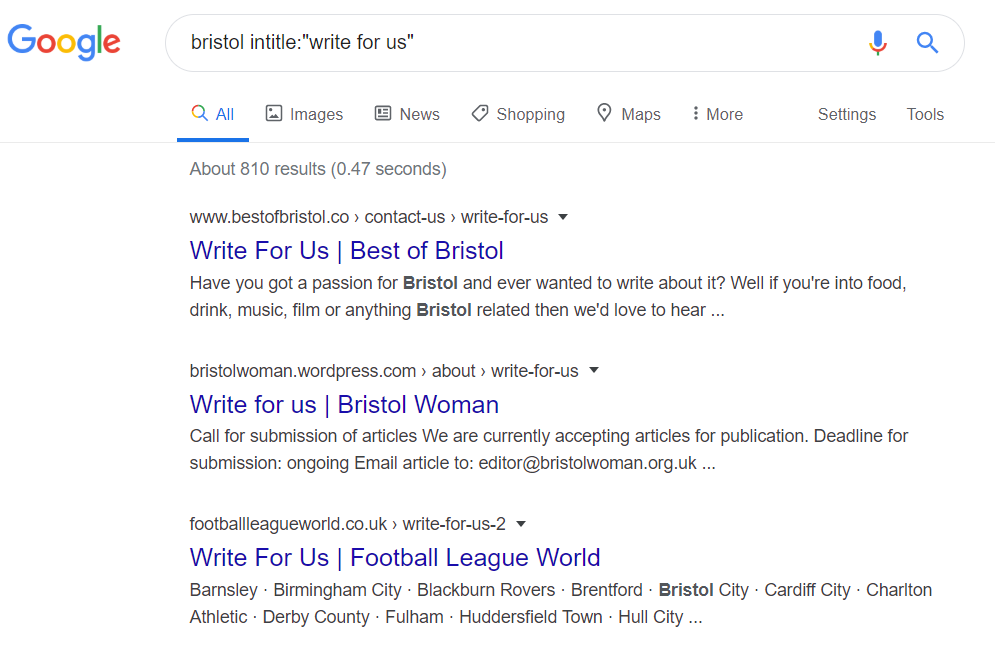 Google
bristol intitle:"write for us"
All Images News Shopping Maps More Settings Tools
About 810 results (0.47 seconds)
www.bestofbristol.co › contact-us › write-for-us
Write For Us | Best of Bristol
Have you got a passion for Bristol and ever wanted to write about it? Well if you're into food,
drink, music, film or anything Bristol related then we'd love to hear ...
bristolwoman.wordpress.com › about › write-for-us
Write for us | Bristol Woman
Call for submission of articles We are currently accepting articles for publication. Deadline for
submission: ongoing Email article to: editor@bristolwoman.org.uk ...
footballleagueworld.co.uk › write-for-us-2
Write For Us | Football League World
Barnsley · Birmingham City · Blackburn Rovers · Brentford · Bristol City · Cardiff City · Charlton
Athletic · Derby County · Fulham · Huddersfield Town · Hull City ...